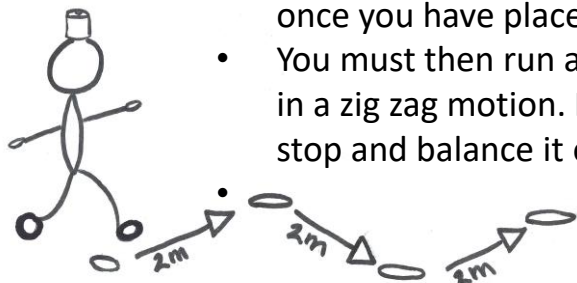 once you have place
• You must then run a
in a zig zag motion.
stop and balance it
•
2m 2m 2m